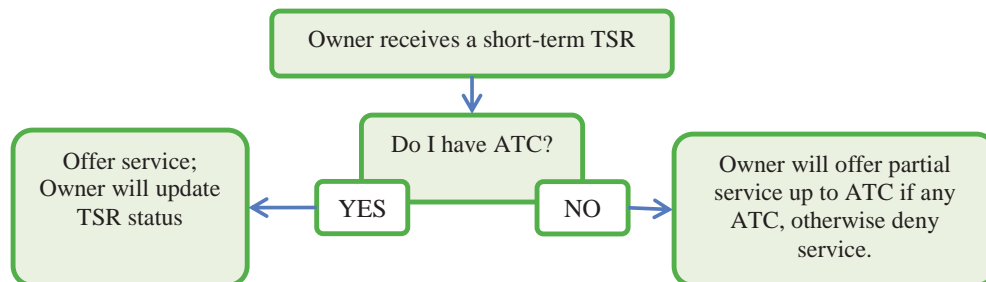 Owner receives a short-term TSR
Do I have ATC?
Offer service;
Owner will update
TSR status
YES
NO
Owner will offer partial
service up to ATC if any
ATC, otherwise deny
service.